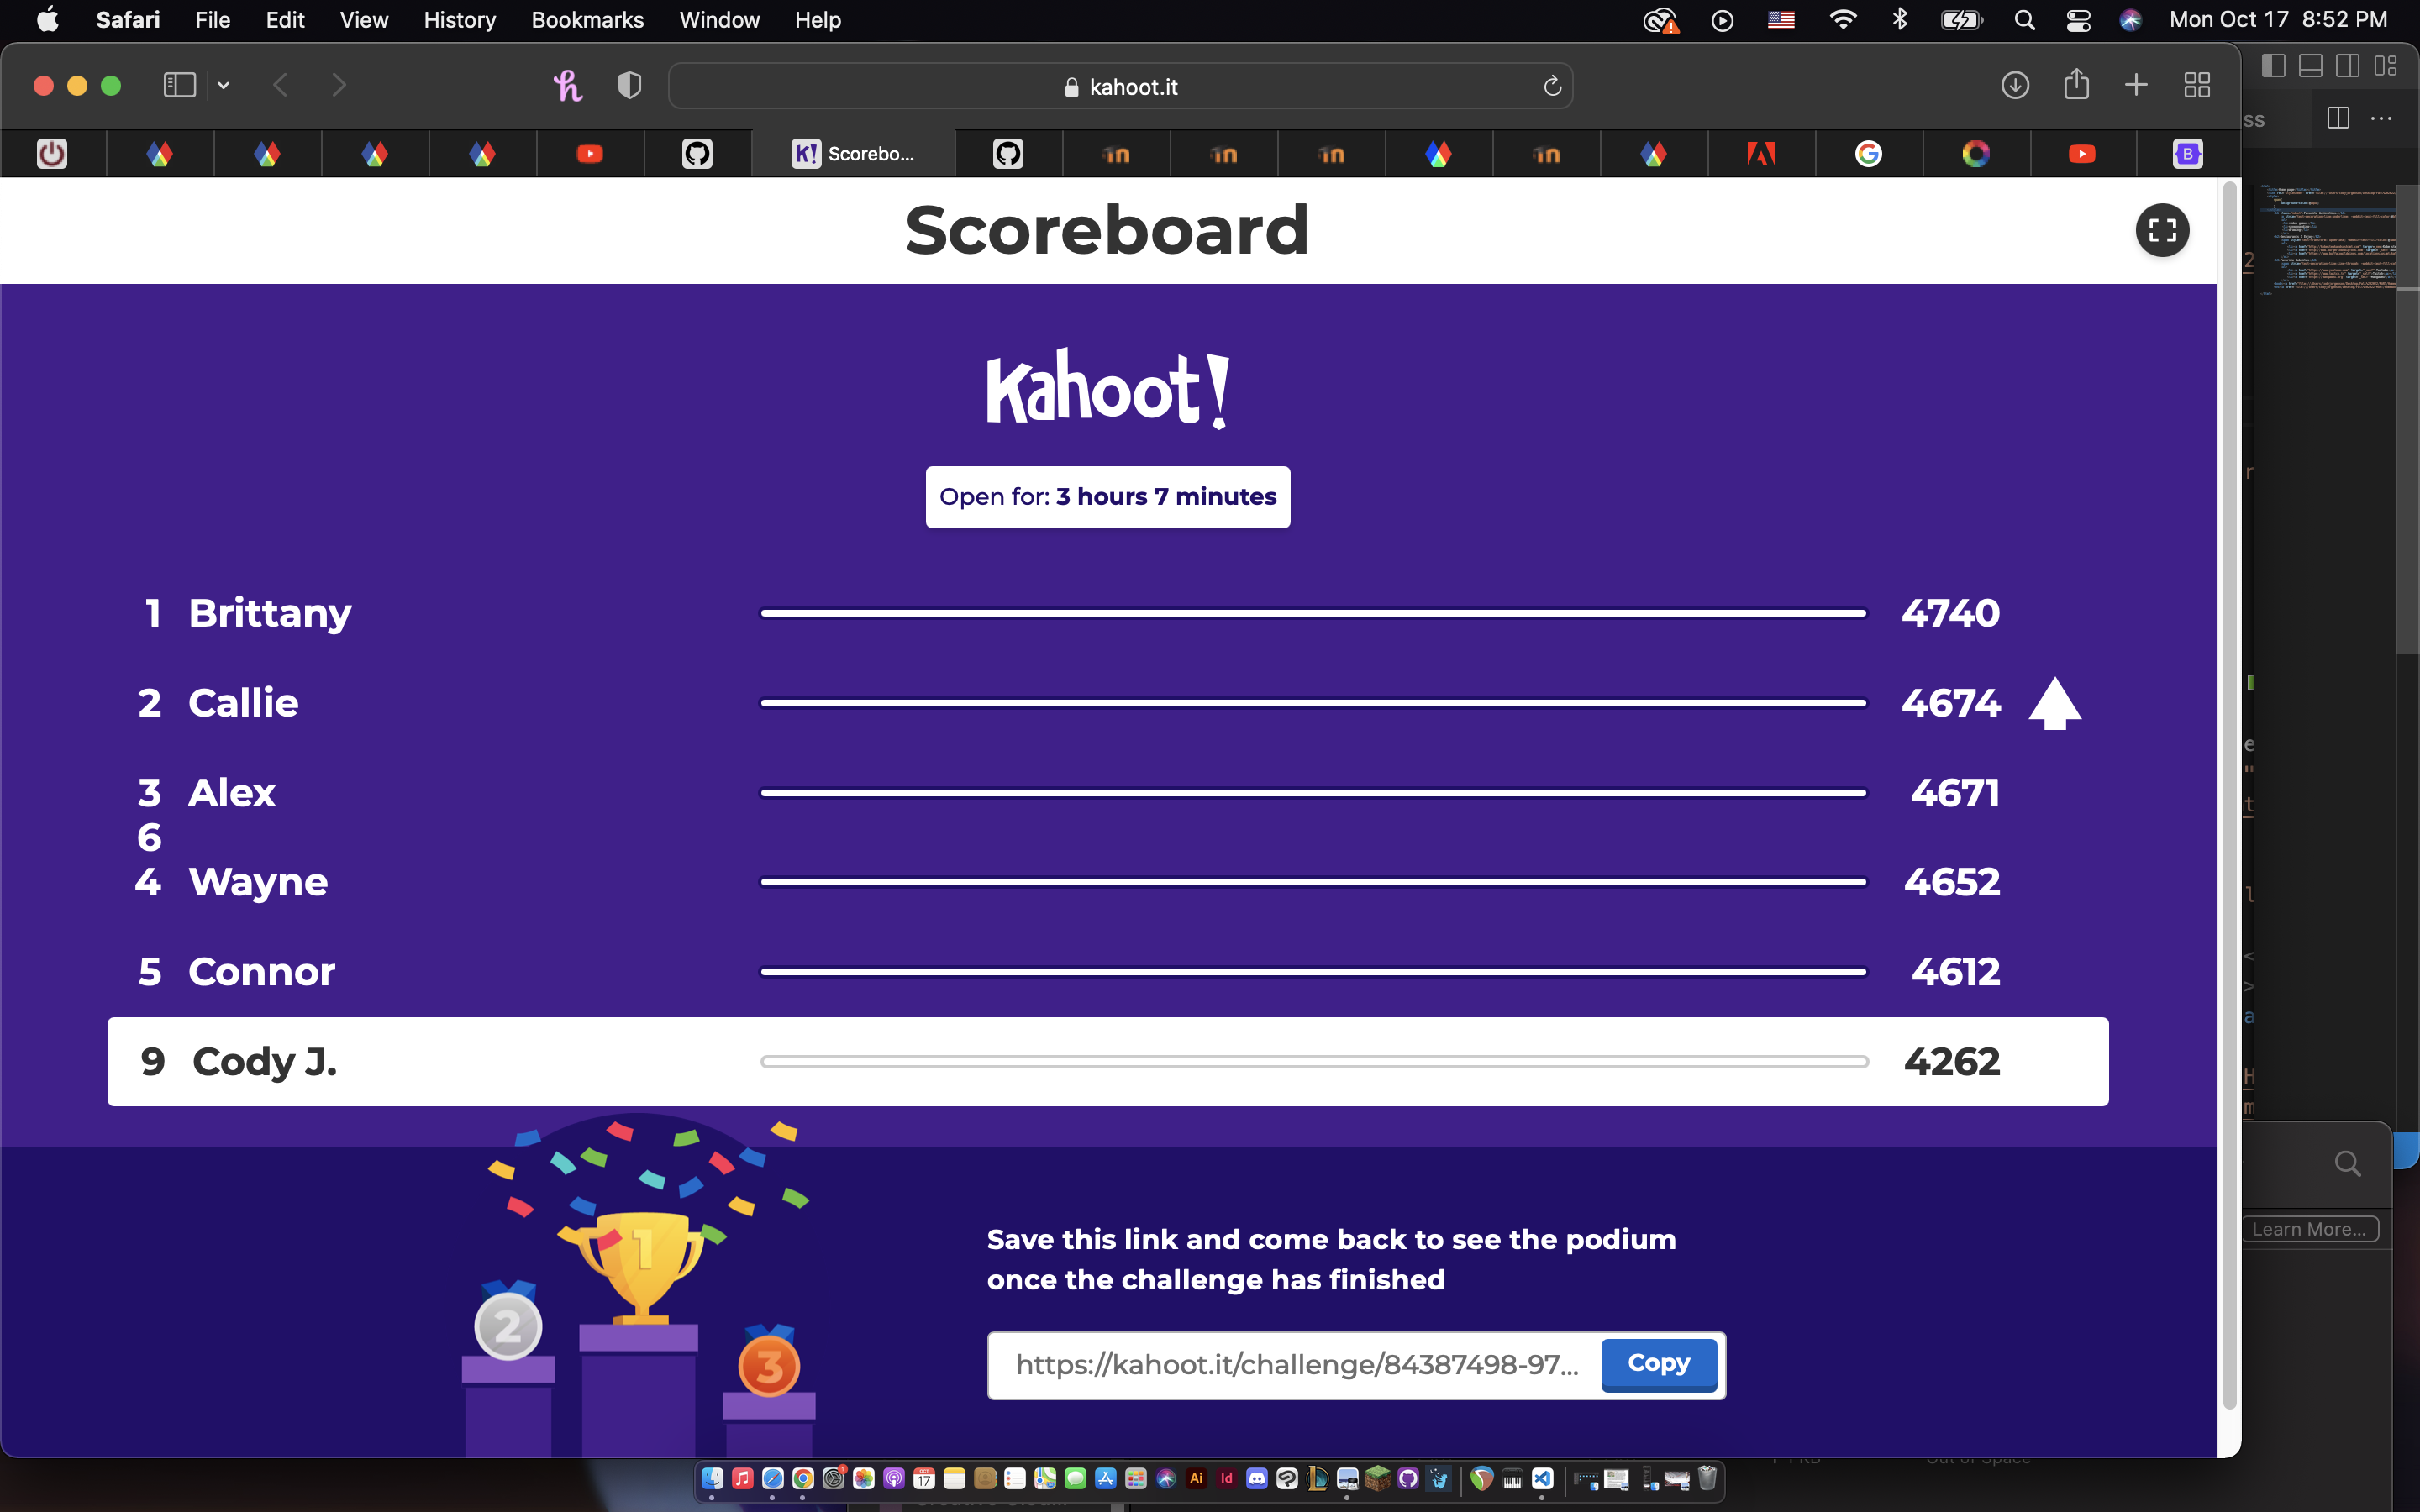 Safari File Edit View History Bookmarks Window Help Mon Oct 17 8:52 PM
kahoot.it
K! Scorebo...
Scoreboard
Kahoot!
Open for: 3 hours 7 minutes
1 Brittany 4740
2 Callie 4674
3 Alex 4671
6
4 Wayne 4652
5 Connor 4612
9 Cody J. 4262
1
2
3
Save this link and come back to see the podium
once the challenge has finished
https://kahoot.it/challenge/84387498-97... Copy
Learn More...